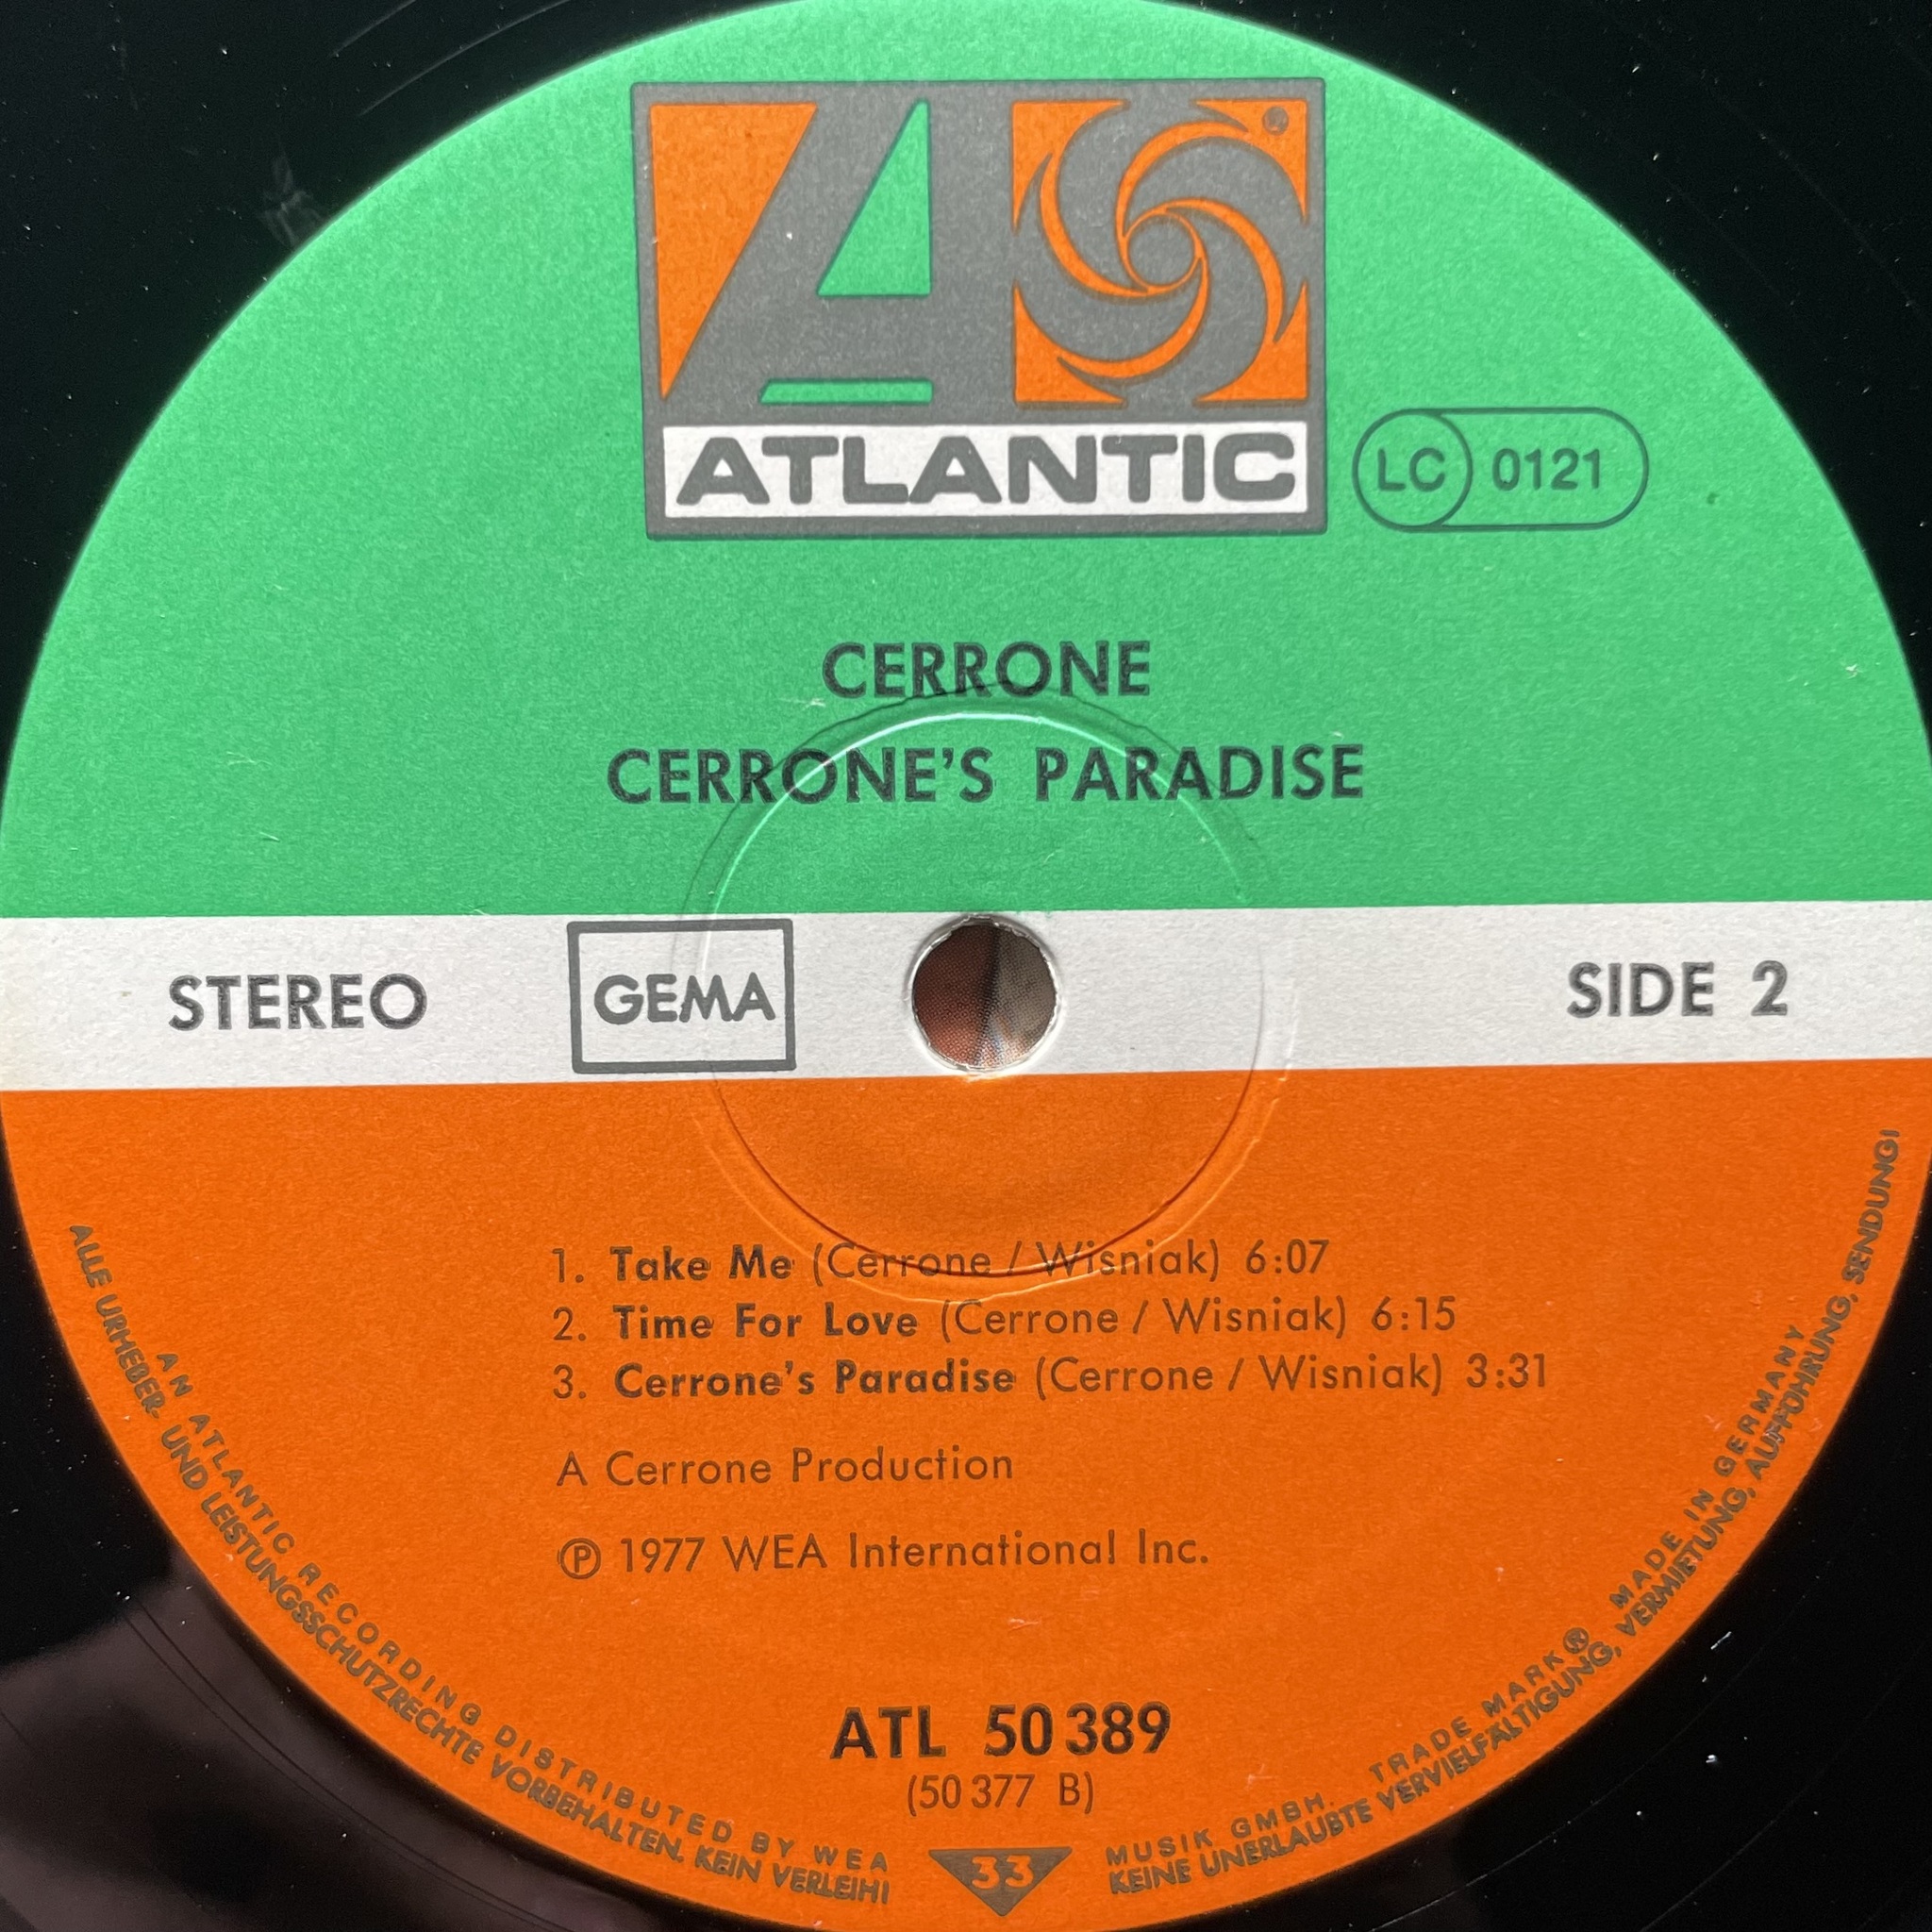 ATLANTIC
LC 0121
CERRONE
CERRONE'S PARADISE
STEREO
GEMA
SIDE 2
1. Take Me (Cerrone / Wisniak) 6:07
2. Time For Love (Cerrone / Wisniak) 6:15
3. Cerrone's Paradise (Cerrone / Wisniak) 3:31
A Cerrone Production
℗ 1977 WEA International Inc.
ATL 50 389
(50 377 B)
33
AN ATLANTIC RECORDING DISTRIBUTED BY WEA MUSIK GMBH. TRADE MARK® MADE IN GERMANY
ALLE URHEBER- UND LEISTUNGSSCHUTZRECHTE VORBEHALTEN. KEIN VERLEIH! KEINE UNERLAUBTE VERVIELFÄLTIGUNG, VERMIETUNG, AUFFÜHRUNG, SENDUNG!